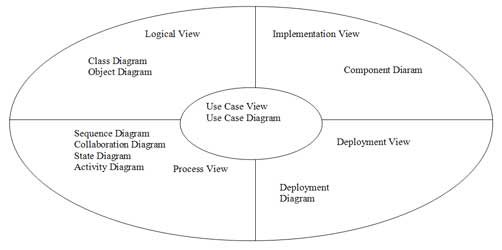 Logical View
Class Diagram
Object Diagram
Implementation View
Component Diaram
Use Case View
Use Case Diagram
Sequence Diagram
Collaboration Diagram
State Diagram
Activity Diagram
Process View
Deployment View
Deployment
Diagram